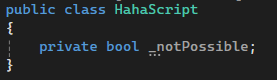 public class HahaScript
{
    private bool _notPossible;
}